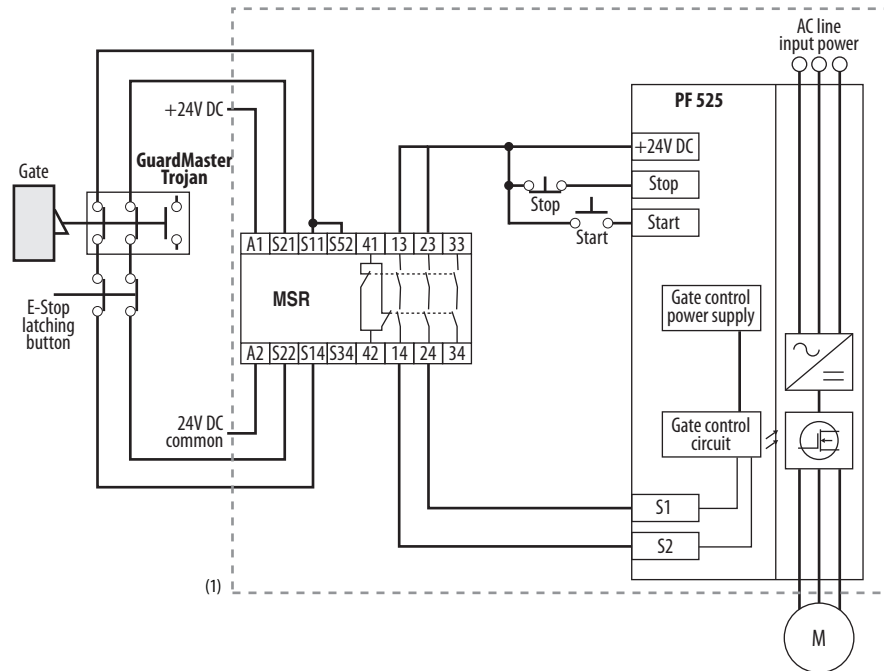 AC line
input power
PF 525
+24V DC
GuardMaster
Trojan
Gate
+24V DC
Stop
Stop
Start
Start
A1 S21 S11 S52 41 13 23 33
MSR
E-Stop
latching
button
Gate control
power supply
A2 S22 S14 S34 42 14 24 34
24V DC
common
Gate control
circuit
S1
S2
(1)
M